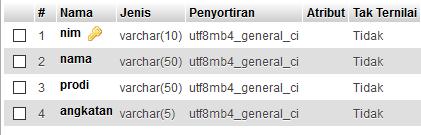 # Nama Jenis Penyortiran Atribut Tak Ternilai
1 nim varchar(10) utf8mb4_general_ci Tidak
2 nama varchar(50) utf8mb4_general_ci Tidak
3 prodi varchar(50) utf8mb4_general_ci Tidak
4 angkatan varchar(5) utf8mb4_general_ci Tidak